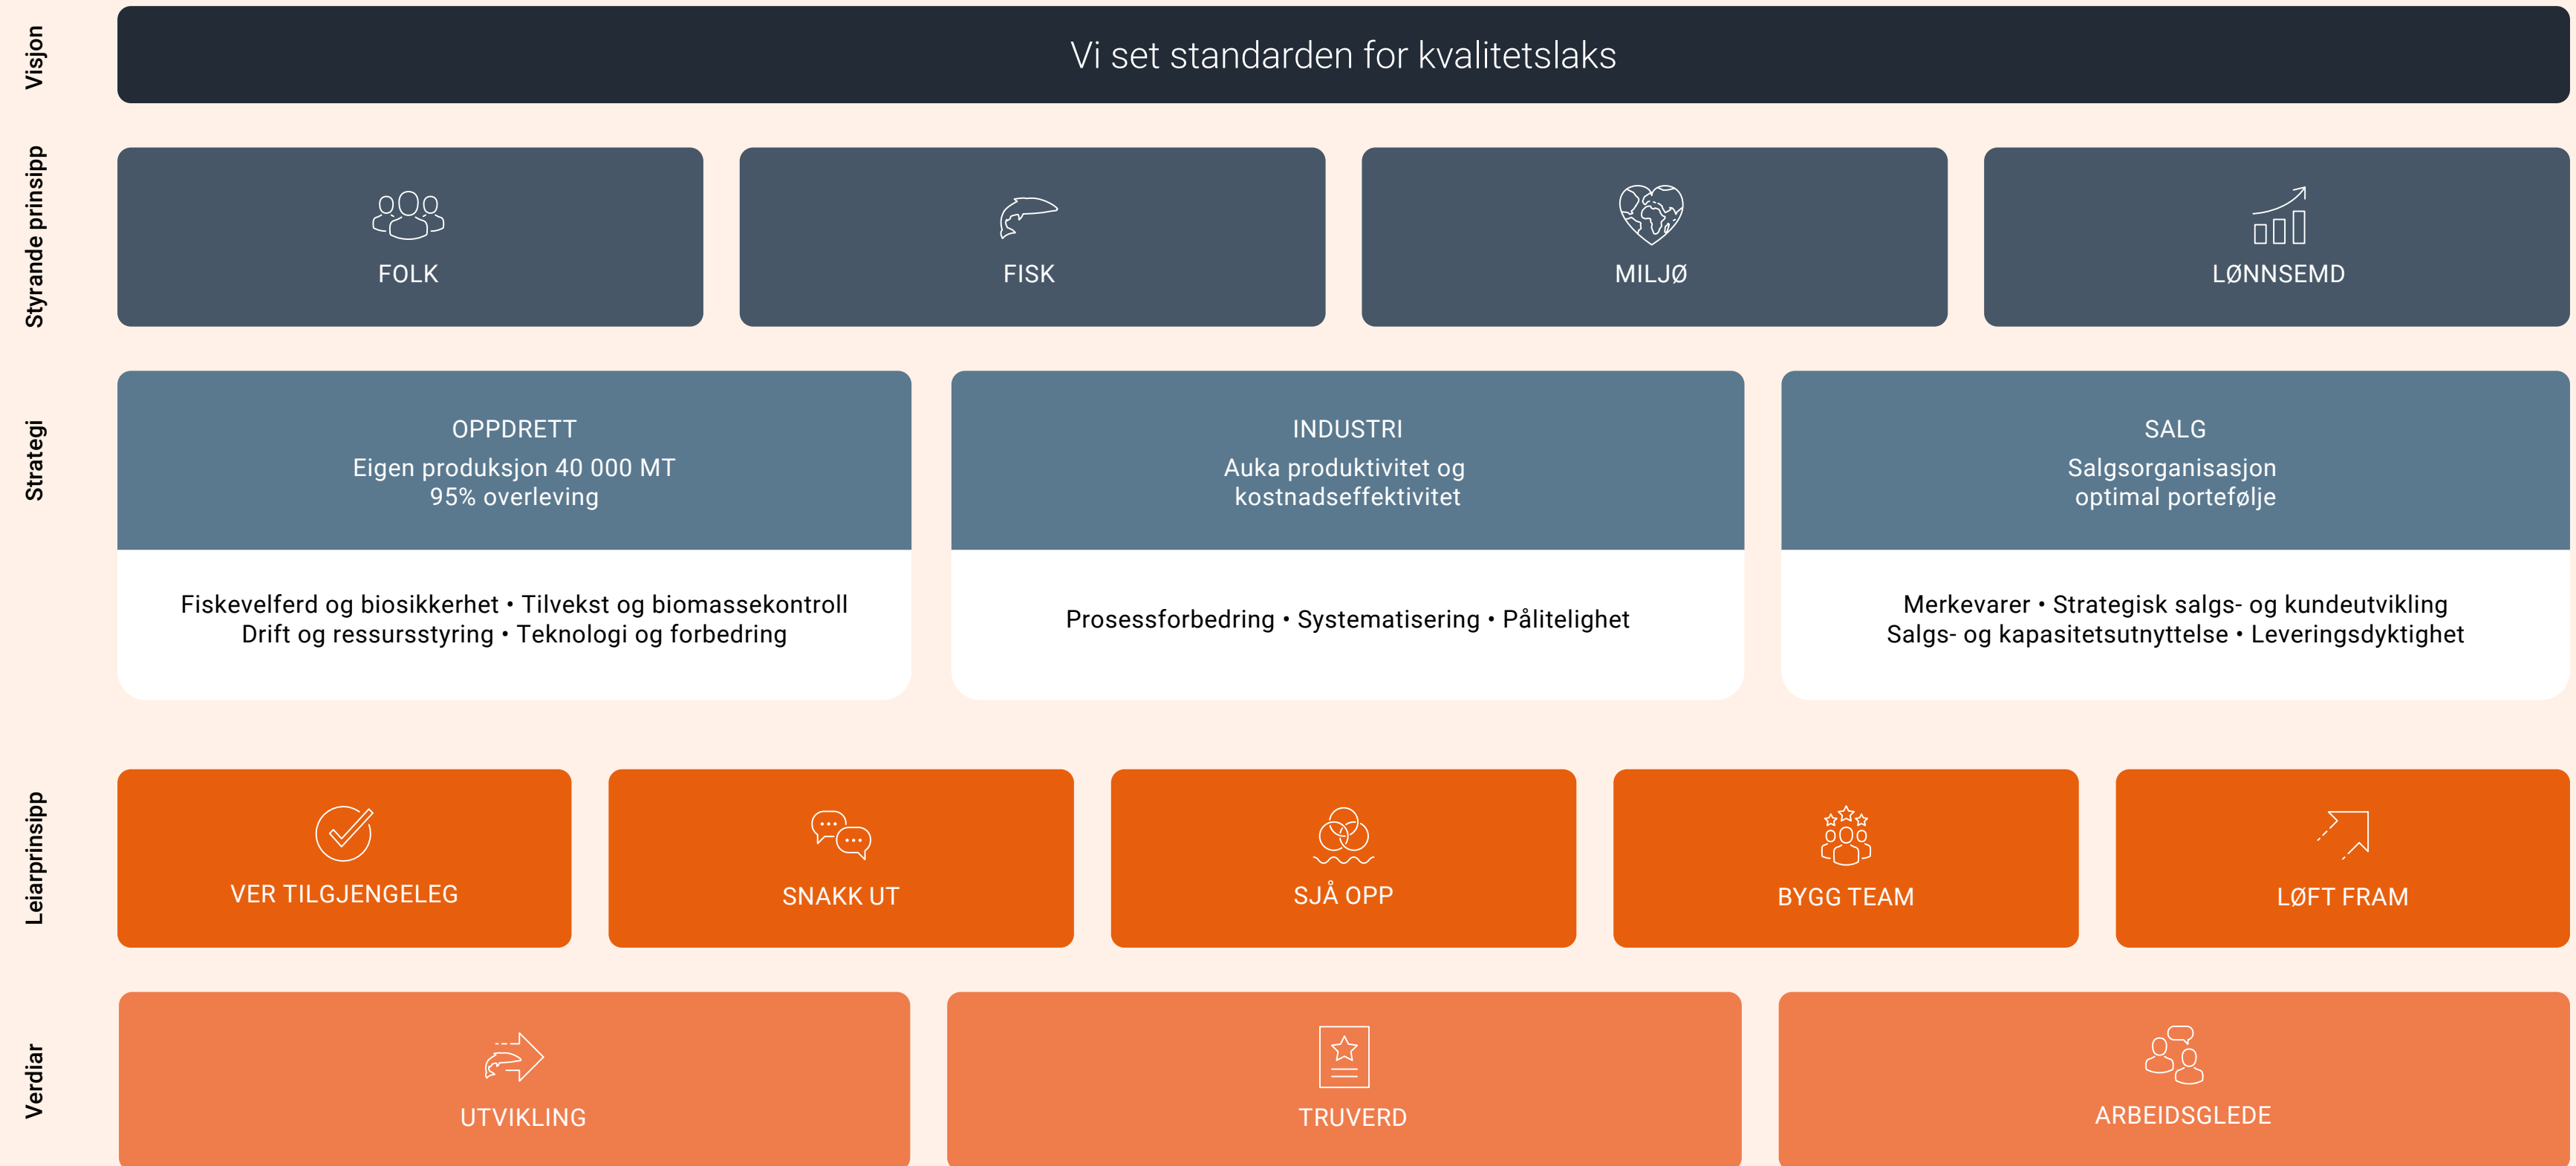 Visjon
Vi set standarden for kvalitetslaks
Styrande prinsipp
FOLK
FISK
MILJØ
LØNNSEMD
Strategi
OPPDRETT
Eigen produksjon 40 000 MT
95% overleving
Fiskevelferd og biosikkerhet • Tilvekst og biomassekontroll
Drift og ressursstyring • Teknologi og forbedring
INDUSTRI
Auka produktivitet og
kostnadseffektivitet
Prosessforbedring • Systematisering • Pålitelighet
SALG
Salgsorganisasjon
optimal portefølje
Merkevarer • Strategisk salgs- og kundeutvikling
Salgs- og kapasitetsutnyttelse • Leveringsdyktighet
Leiarprinsipp
VER TILGJENGELEG
SNAKK UT
SJÅ OPP
BYGG TEAM
LØFT FRAM
Verdiar
UTVIKLING
TRUVERD
ARBEIDSGLEDE